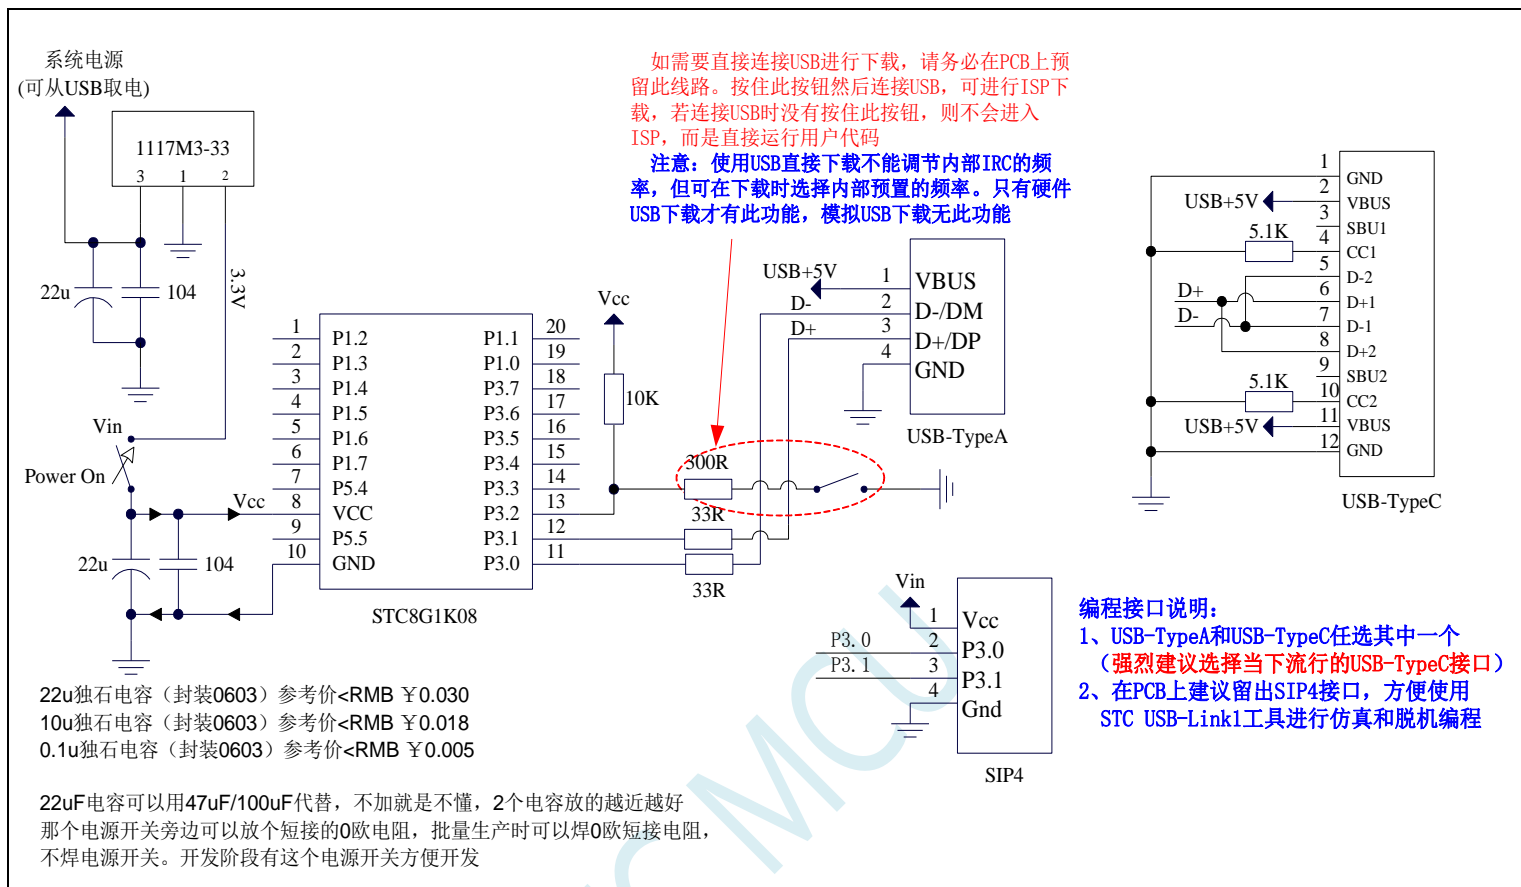 系统电源
(可从USB取电)
1117M3-33
3 1 2
22u
104
3.3V
Vin
Power On
Vcc
22u
104
1 P1.2
2 P1.3
3 P1.4
4 P1.5
5 P1.6
6 P1.7
7 P5.4
8 VCC
9 P5.5
10 GND
P1.1 20
P1.0 19
P3.7 18
P3.6 17
P3.5 16
P3.4 15
P3.3 14
P3.2 13
P3.1 12
P3.0 11
STC8G1K08
如需要直接连接USB进行下载，请务必在PCB上预
留此线路。按住此按钮然后连接USB，可进行ISP下
载，若连接USB时没有按住此按钮，则不会进入
ISP，而是直接运行用户代码
注意：使用USB直接下载不能调节内部IRC的频
率，但可在下载时选择内部预置的频率。只有硬件
USB下载才有此功能，模拟USB下载无此功能
Vcc
10K
300R
33R
33R
USB+5V
D-
D+
1 VBUS
2 D-/DM
3 D+/DP
4 GND
USB-TypeA
1 GND
USB+5V 2 VBUS
3 SBU1
5.1K 4 CC1
5 D-2
D+ 6 D+1
D- 7 D-1
8 D+2
9 SBU2
5.1K 10 CC2
USB+5V 11 VBUS
12 GND
USB-TypeC
Vin
1 Vcc
P3.0 2 P3.0
P3.1 3 P3.1
4 Gnd
SIP4
编程接口说明：
1、USB-TypeA和USB-TypeC任选其中一个
（强烈建议选择当下流行的USB-TypeC接口）
2、在PCB上建议留出SIP4接口，方便使用
STC USB-Link1工具进行仿真和脱机编程
22u独石电容（封装0603）参考价<RMB ￥0.030
10u独石电容（封装0603）参考价<RMB ￥0.018
0.1u独石电容（封装0603）参考价<RMB ￥0.005
22uF电容可以用47uF/100uF代替，不加就是不懂，2个电容放的越近越好
那个电源开关旁边可以放个短接的0欧电阻，批量生产时可以焊0欧短接电阻，
不焊电源开关。开发阶段有这个电源开关方便开发
MCU